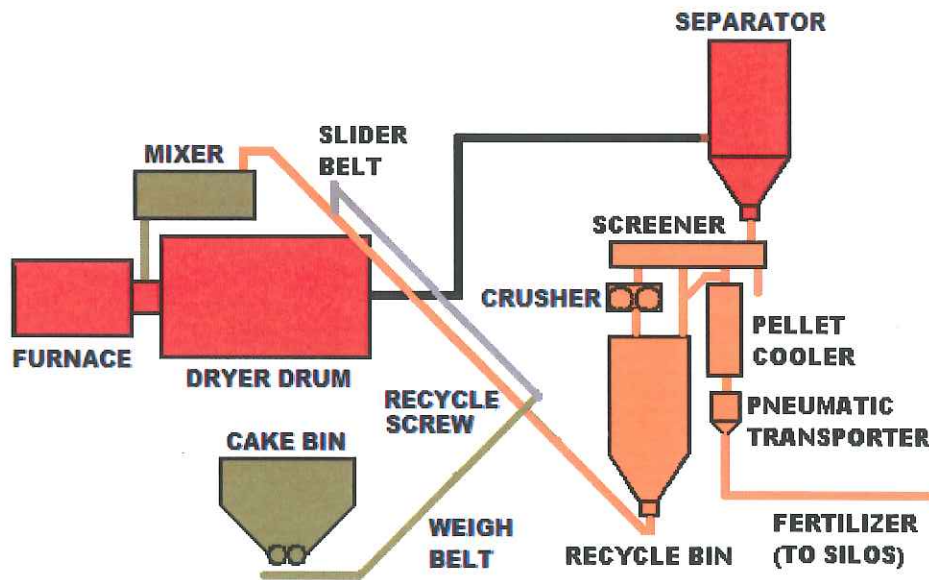 SEPARATOR
SLIDER
BELT
MIXER
SCREENER
CRUSHER
PELLET
COOLER
FURNACE
DRYER DRUM
RECYCLE
SCREW
PNEUMATIC
TRANSPORTER
CAKE BIN
WEIGH
BELT
RECYCLE BIN
FERTILIZER
(TO SILOS)